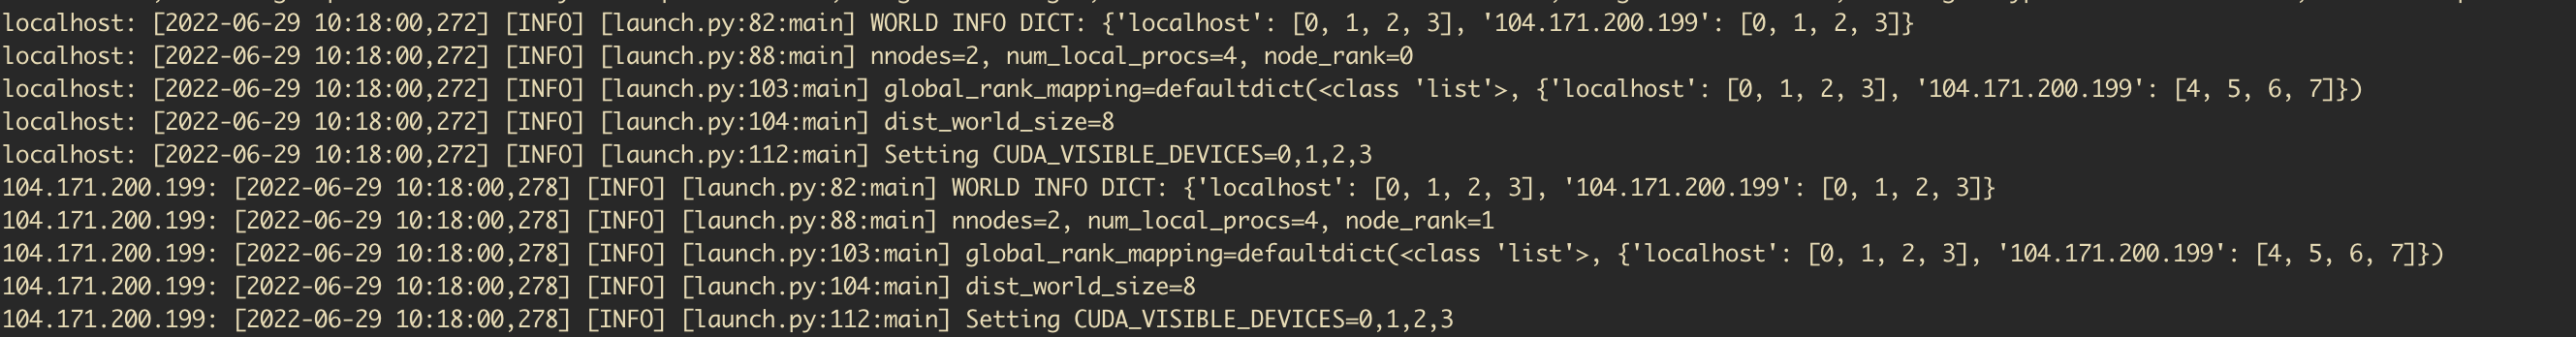 localhost: [2022-06-29 10:18:00,272] [INFO] [launch.py:82:main] WORLD INFO DICT: {'localhost': [0, 1, 2, 3], '104.171.200.199': [0, 1, 2, 3]}
localhost: [2022-06-29 10:18:00,272] [INFO] [launch.py:88:main] nnodes=2, num_local_procs=4, node_rank=0
localhost: [2022-06-29 10:18:00,272] [INFO] [launch.py:103:main] global_rank_mapping=defaultdict(<class 'list'>, {'localhost': [0, 1, 2, 3], '104.171.200.199': [4, 5, 6, 7]})
localhost: [2022-06-29 10:18:00,272] [INFO] [launch.py:104:main] dist_world_size=8
localhost: [2022-06-29 10:18:00,272] [INFO] [launch.py:112:main] Setting CUDA_VISIBLE_DEVICES=0,1,2,3
104.171.200.199: [2022-06-29 10:18:00,278] [INFO] [launch.py:82:main] WORLD INFO DICT: {'localhost': [0, 1, 2, 3], '104.171.200.199': [0, 1, 2, 3]}
104.171.200.199: [2022-06-29 10:18:00,278] [INFO] [launch.py:88:main] nnodes=2, num_local_procs=4, node_rank=1
104.171.200.199: [2022-06-29 10:18:00,278] [INFO] [launch.py:103:main] global_rank_mapping=defaultdict(<class 'list'>, {'localhost': [0, 1, 2, 3], '104.171.200.199': [4, 5, 6, 7]})
104.171.200.199: [2022-06-29 10:18:00,278] [INFO] [launch.py:104:main] dist_world_size=8
104.171.200.199: [2022-06-29 10:18:00,278] [INFO] [launch.py:112:main] Setting CUDA_VISIBLE_DEVICES=0,1,2,3